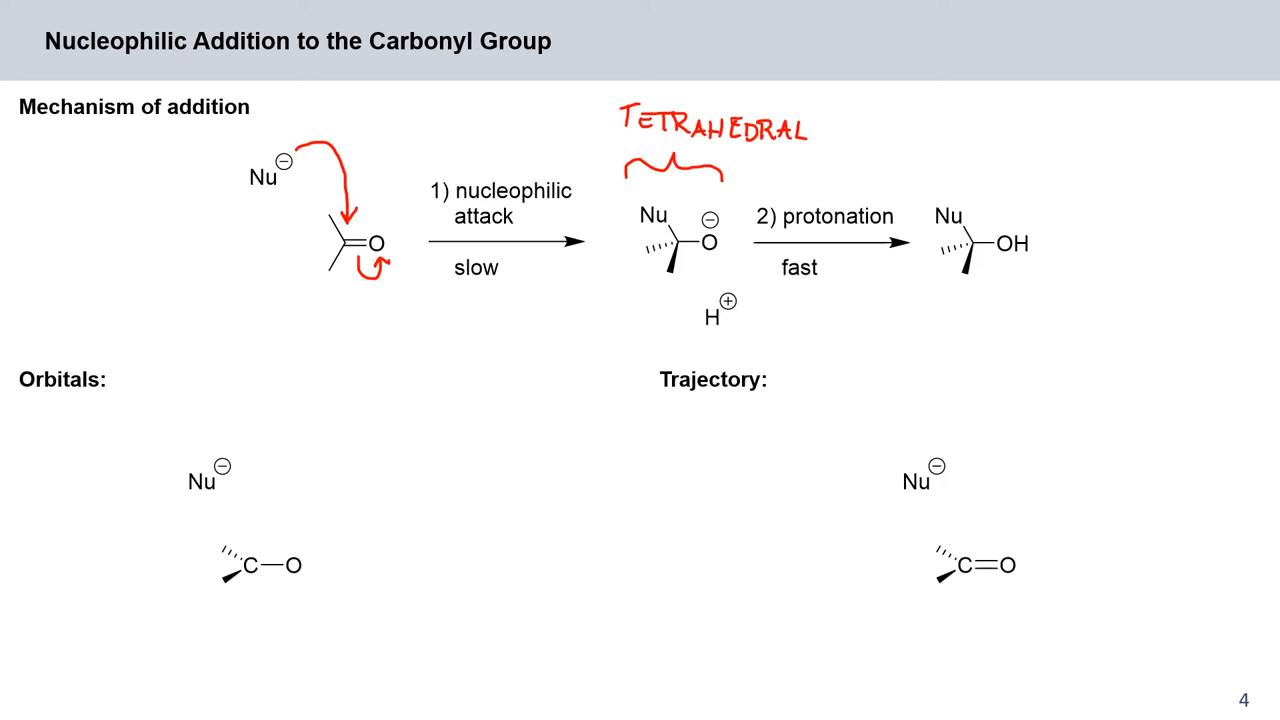 Nucleophilic Addition to the Carbonyl Group
Mechanism of addition
TETRAHEDRAL
Nu ⊖
O
1) nucleophilic
attack
slow
Nu
O ⊖
H ⊕
2) protonation
fast
Nu
OH
Orbitals:
Trajectory:
Nu ⊖
C O
Nu ⊖
C O
4